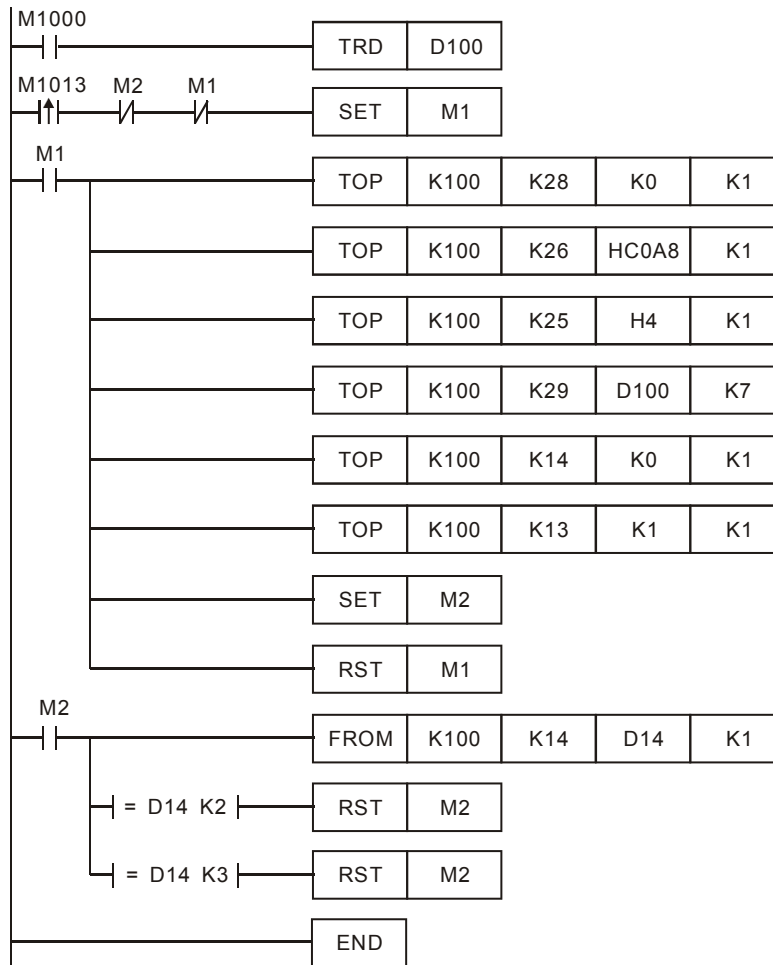 M1000
TRD D100
M1013 M2 M1
SET M1
M1
TOP K100 K28 K0 K1
TOP K100 K26 HC0A8 K1
TOP K100 K25 H4 K1
TOP K100 K29 D100 K7
TOP K100 K14 K0 K1
TOP K100 K13 K1 K1
SET M2
RST M1
M2
FROM K100 K14 D14 K1
= D14 K2 RST M2
= D14 K3 RST M2
END